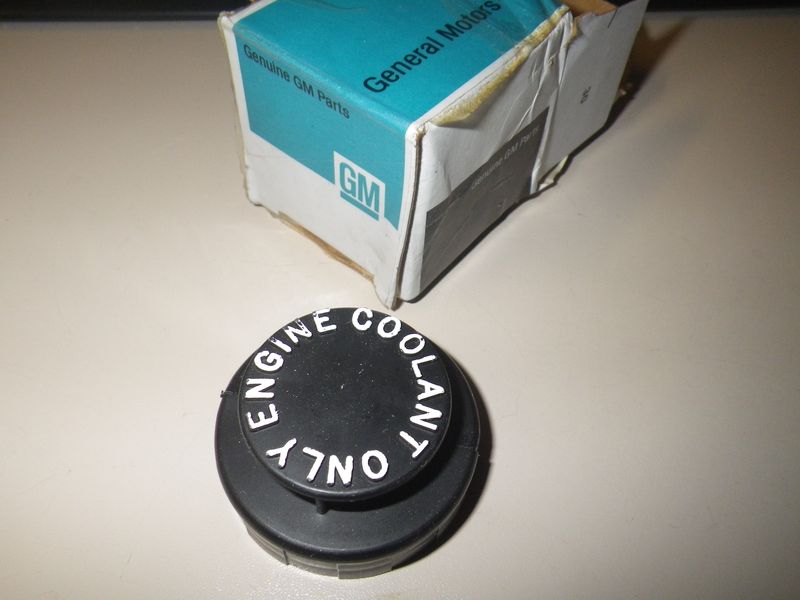 Genuine GM Parts
General Motors
GM
Genuine GM Parts
ENGINE COOLANT ONLY